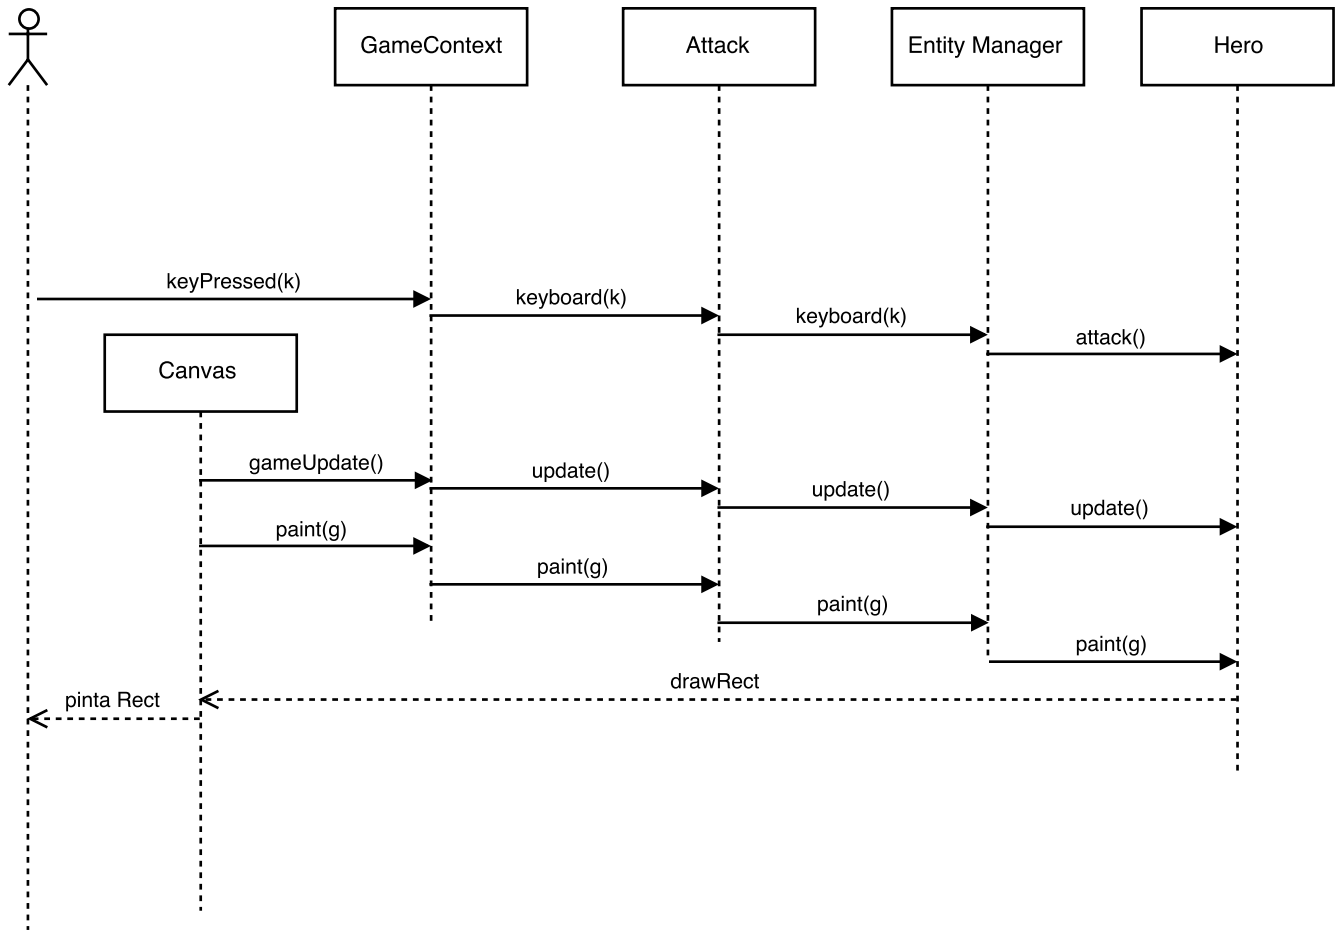 GameContext
Attack
Entity Manager
Hero
keyPressed(k)
keyboard(k)
keyboard(k)
attack()
Canvas
gameUpdate()
update()
update()
update()
paint(g)
paint(g)
paint(g)
paint(g)
drawRect
pinta Rect